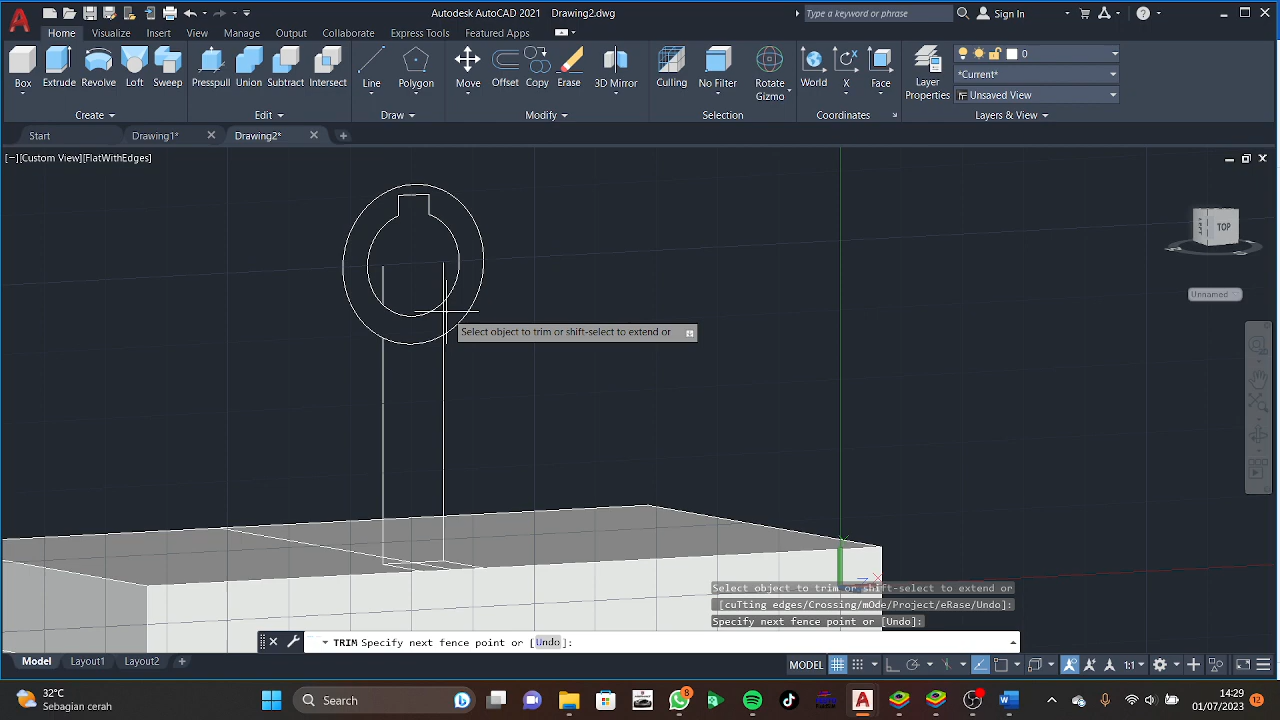 Autodesk AutoCAD 2021 Drawing2.dwg
Type a keyword or phrase
Sign In
Home Visualize Insert View Manage Output Collaborate Express Tools Featured Apps
Box Extrude Revolve Loft Sweep
Presspull Union Subtract Intersect
Line Polygon
Move Offset Copy Erase 3D Mirror
Culling No Filter Rotate Gizmo
World X Face
Layer Properties
0
*Current*
Unsaved View
Create Edit Draw Modify Selection Coordinates Layers & View
Start Drawing1* Drawing2*
[−][Custom View][FlatWithEdges]
TOP
LEFT
Unnamed
Select object to trim or shift-select to extend or
Select object to trim or shift-select to extend or
[cuTting edges/Crossing/mOde/Project/eRase/Undo]:
Specify next fence point or [Undo]:
TRIM Specify next fence point or [Undo]:
Model Layout1 Layout2
MODEL 1:1
32°C
Sebagian cerah
Search
8
14:29
01/07/2023
12